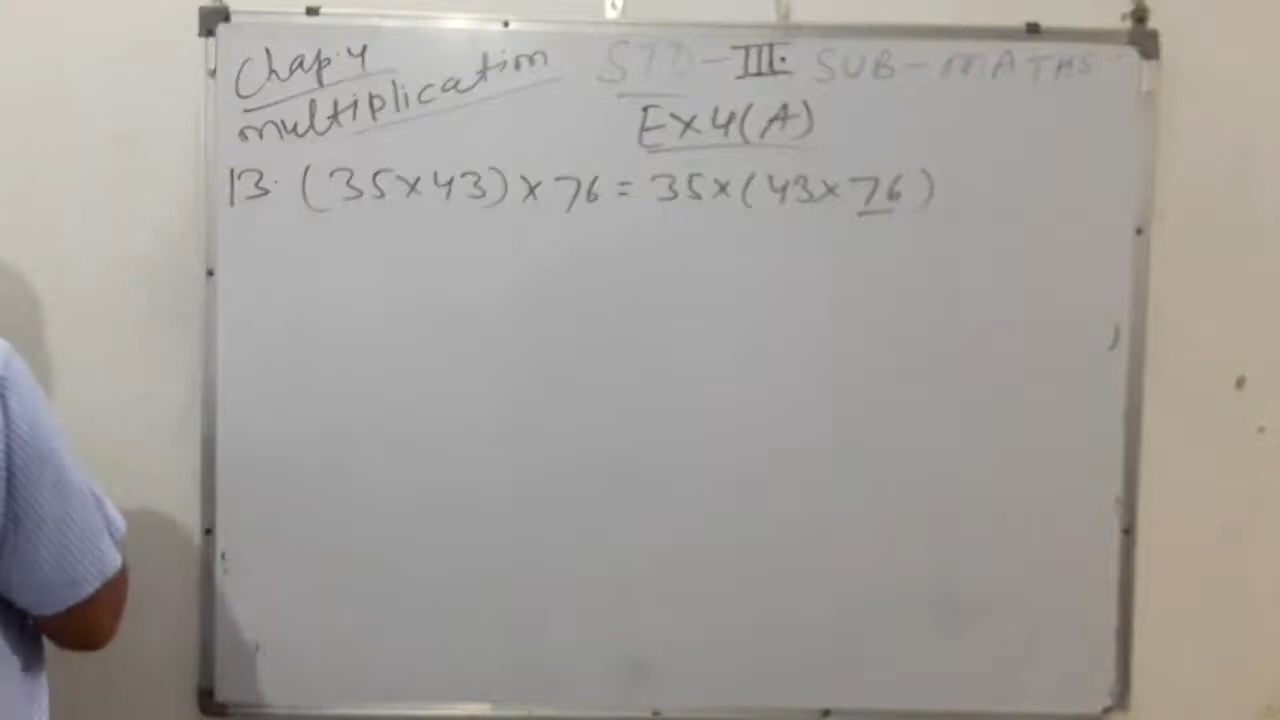 Chap. 4 STD - III. SUB - MATHS
multiplication
Ex 4(A)
13. (35×43)×76 = 35×(43×76)